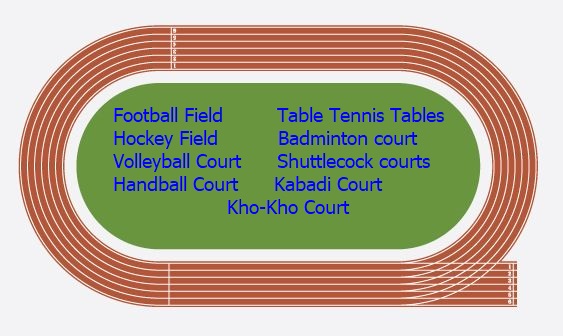 Football Field Table Tennis Tables
Hockey Field Badminton court
Volleyball Court Shuttlecock courts
Handball Court Kabadi Court
Kho-Kho Court